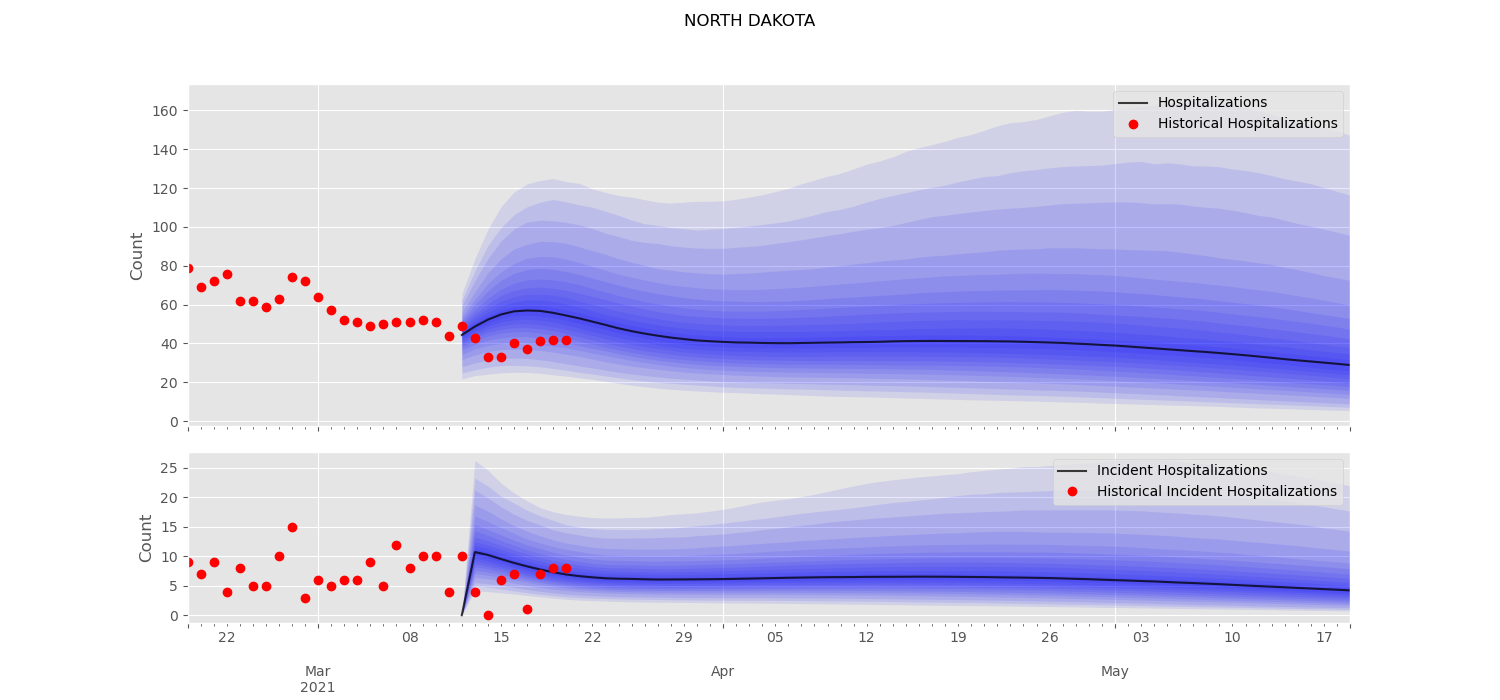 NORTH DAKOTA
160
140
120
100
80
60
40
20
0
Count
Hospitalizations
Historical Hospitalizations
25
20
15
10
5
0
Count
Incident Hospitalizations
Historical Incident Hospitalizations
22 08 15 22 29 05 12 19 26 03 10 17
Mar Apr May
2021